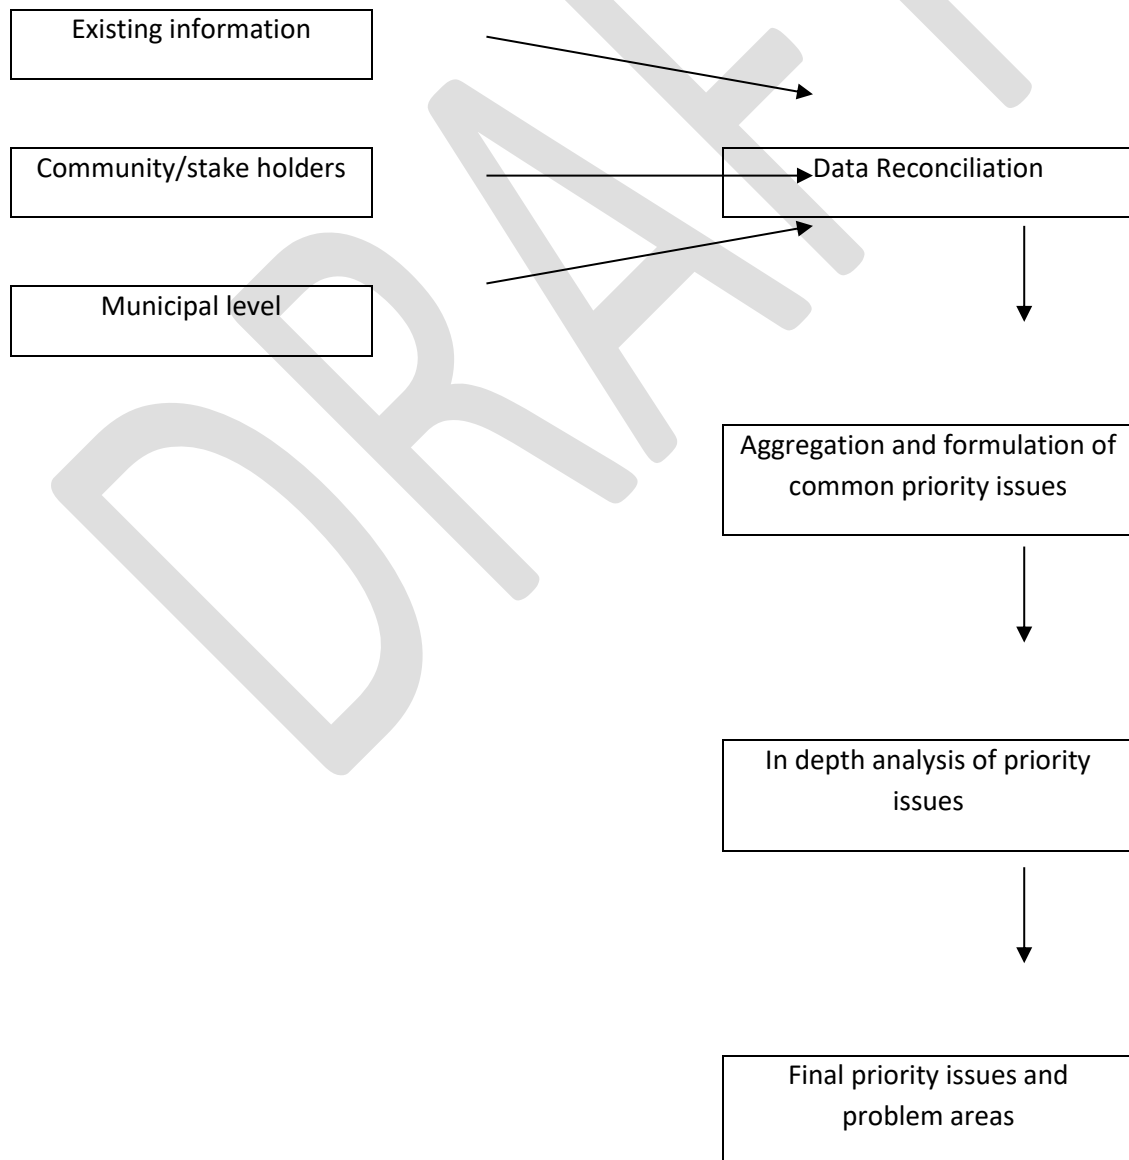 Existing information
Community/stake holders
Data Reconciliation
Municipal level
Aggregation and formulation of
common priority issues
In depth analysis of priority
issues
Final priority issues and
problem areas
DRAFT